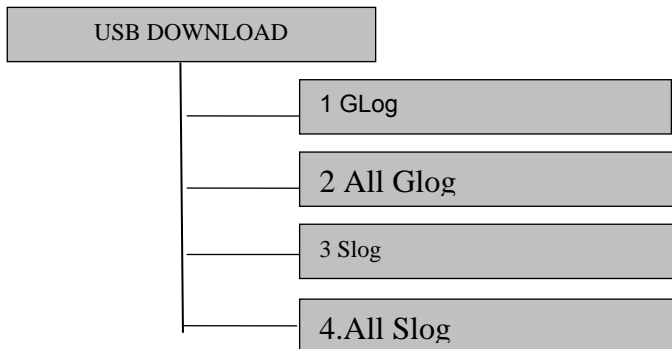 USB DOWNLOAD
1 GLog
2 All Glog
3 Slog
4.All Slog